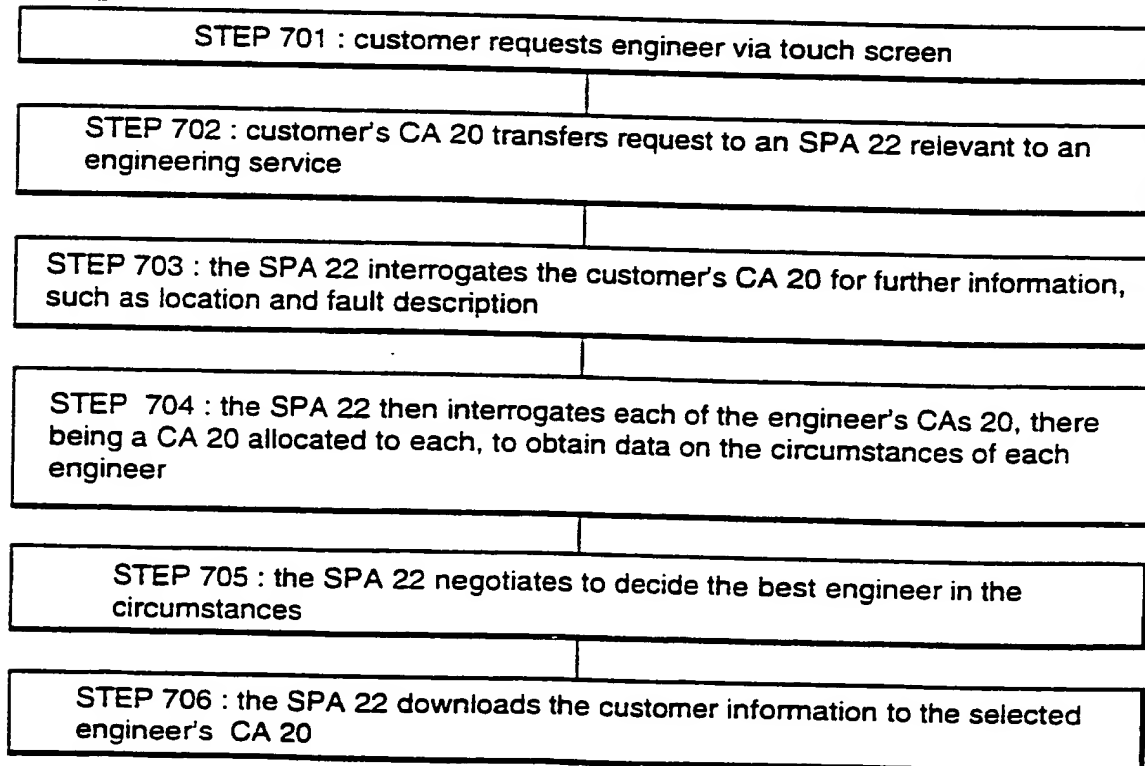 STEP 701 : customer requests engineer via touch screen
STEP 702 : customer's CA 20 transfers request to an SPA 22 relevant to an
engineering service
STEP 703 : the SPA 22 interrogates the customer's CA 20 for further information,
such as location and fault description
STEP 704 : the SPA 22 then interrogates each of the engineer's CAs 20, there
being a CA 20 allocated to each, to obtain data on the circumstances of each
engineer
STEP 705 : the SPA 22 negotiates to decide the best engineer in the
circumstances
STEP 706 : the SPA 22 downloads the customer information to the selected
engineer's CA 20